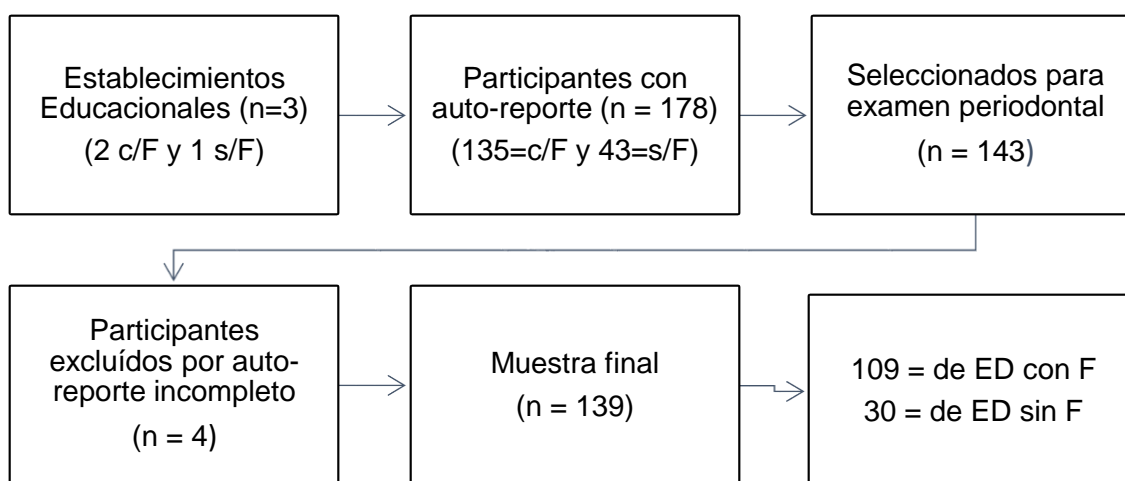 Establecimientos
Educacionales (n=3)
(2 c/F y 1 s/F)
Participantes con
auto-reporte (n = 178)
(135=c/F y 43=s/F)
Seleccionados para
examen periodontal
(n = 143)
Participantes
excluídos por auto-
reporte incompleto
(n = 4)
Muestra final
(n = 139)
109 = de ED con F
30 = de ED sin F